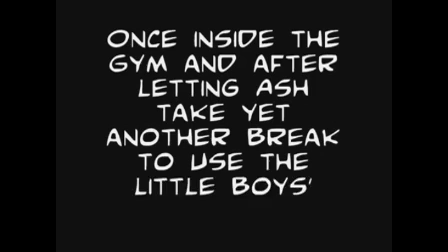 ONCE INSIDE THE
GYM AND AFTER
LETTING ASH
TAKE YET
ANOTHER BREAK
TO USE THE
LITTLE BOYS'